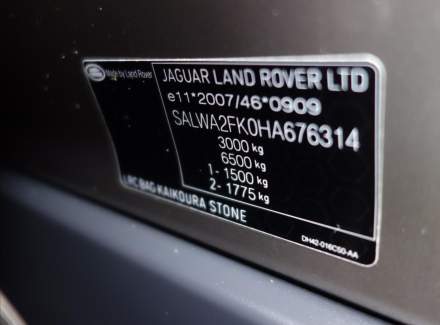 Made by Land Rover
JAGUAR LAND ROVER LTD
e11*2007/46*0909
SALWA2FK0HA676314
3000 kg
6500 kg
1- 1500 kg
2- 1775 kg
LRC BAG KAIKOURA STONE
DH42-016C50-AA